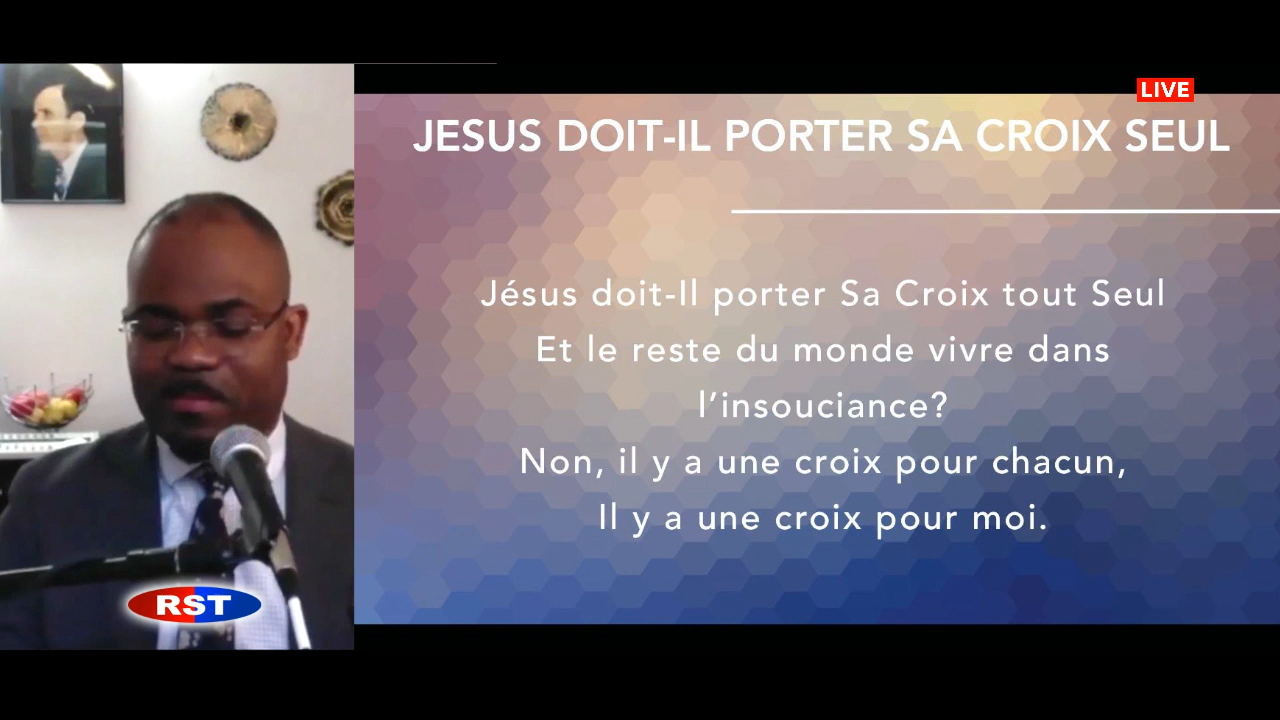 LIVE
JESUS DOIT-IL PORTER SA CROIX SEUL
Jésus doit-Il porter Sa Croix tout Seul
Et le reste du monde vivre dans
l’insouciance?
Non, il y a une croix pour chacun,
Il y a une croix pour moi.
RST